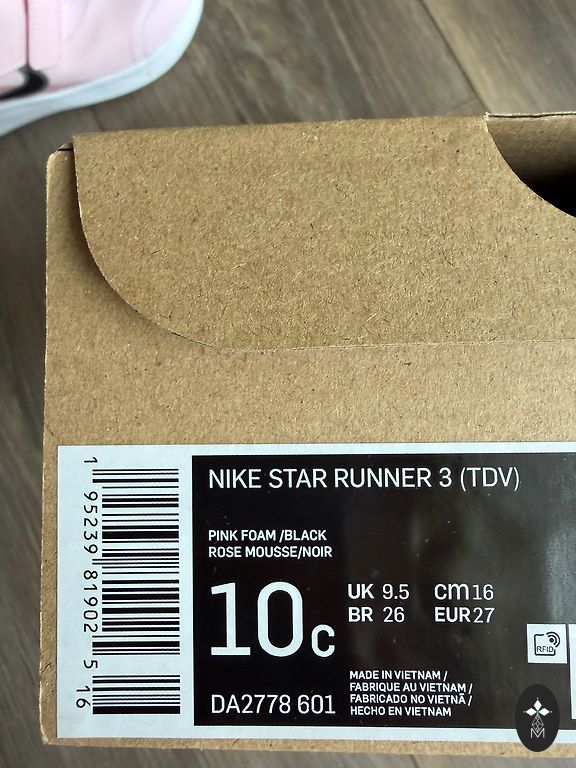 NIKE STAR RUNNER 3 (TDV)
PINK FOAM /BLACK
ROSE MOUSSE/NOIR
10C
UK 9.5 cm 16
BR 26 EUR 27
RFID
DA2778 601
MADE IN VIETNAM /
FABRIQUE AU VIETNAM /
FABRICADO NO VIETNÃ /
HECHO EN VIETNAM
1 95239 81902 5 16
M